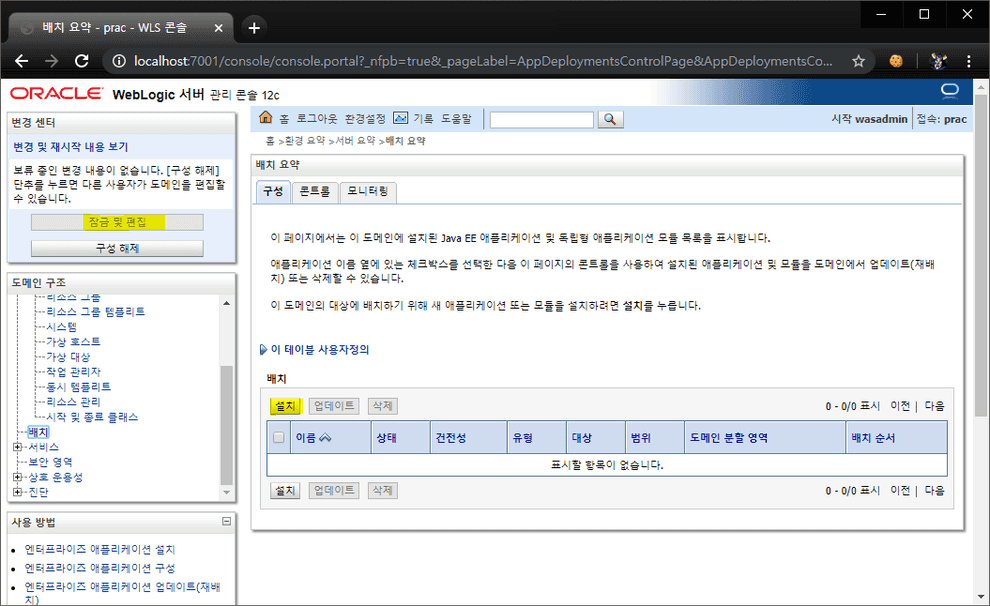 배치 요약 - prac - WLS 콘솔
localhost:7001/console/console.portal?_nfpb=true&_pageLabel=AppDeploymentsControlPage&AppDeploymentsCo...
ORACLE WebLogic 서버 관리 콘솔 12c
변경 센터
변경 및 재시작 내용 보기
보류 중인 변경 내용이 없습니다. [구성 해제]
단추를 누르면 다른 사용자가 도메인을 편집할
수 있습니다.
잠금 및 편집
구성 해제
도메인 구조
리소스 그룹
리소스 그룹 템플리트
시스템
가상 호스트
가상 대상
작업 관리자
동시 템플리트
리소스 관리
시작 및 종료 클래스
배치
서비스
보안 영역
상호 운용성
진단
사용 방법
엔터프라이즈 애플리케이션 설치
엔터프라이즈 애플리케이션 구성
엔터프라이즈 애플리케이션 업데이트(재배
치)
홈 로그아웃 환경설정 기록 도움말
시작 wasadmin 접속: prac
홈 >환경 요약 >서버 요약 >배치 요약
배치 요약
구성 콘트롤 모니터링
이 페이지에서는 이 도메인에 설치된 Java EE 애플리케이션 및 독립형 애플리케이션 모듈 목록을 표시합니다.
애플리케이션 이름 옆에 있는 체크박스를 선택한 다음 이 페이지의 콘트롤을 사용하여 설치된 애플리케이션 및 모듈을 도메인에서 업데이트(재배
치) 또는 삭제할 수 있습니다.
이 도메인의 대상에 배치하기 위해 새 애플리케이션 또는 모듈을 설치하려면 설치를 누릅니다.
이 테이블 사용자정의
배치
설치 업데이트 삭제 0 - 0/0 표시 이전 | 다음
이름 상태 건전성 유형 대상 범위 도메인 분할 영역 배치 순서
표시할 항목이 없습니다.
설치 업데이트 삭제 0 - 0/0 표시 이전 | 다음